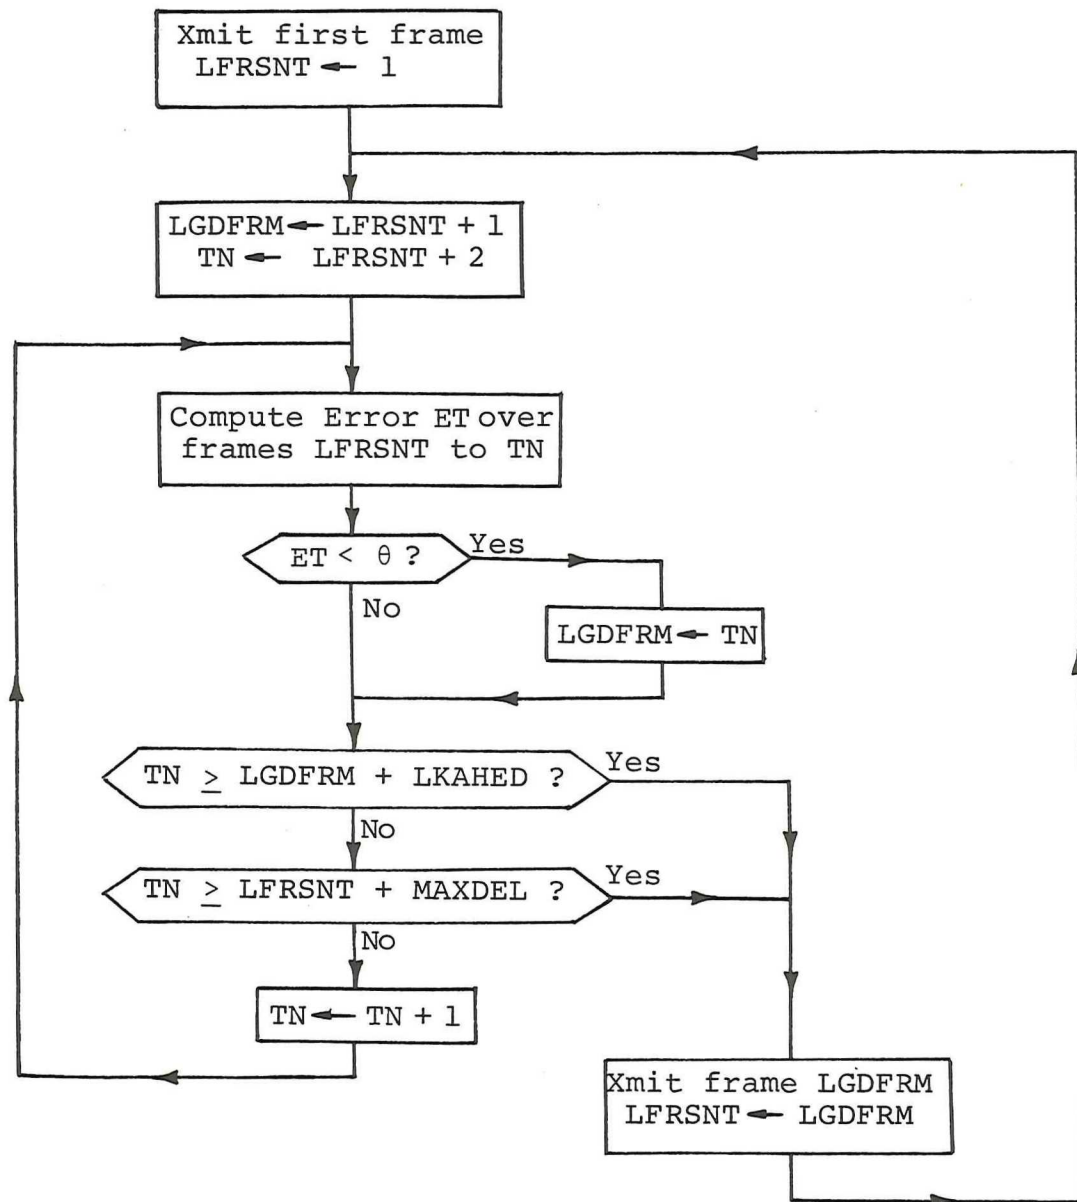 Xmit first frame
LFRSNT ← 1
LGDFRM ← LFRSNT + 1
TN ← LFRSNT + 2
Compute Error ET over
frames LFRSNT to TN
ET < θ ?
Yes
No
LGDFRM ← TN
TN ≥ LGDFRM + LKAHED ?
Yes
No
TN ≥ LFRSNT + MAXDEL ?
Yes
No
TN ← TN + 1
Xmit frame LGDFRM
LFRSNT ← LGDFRM